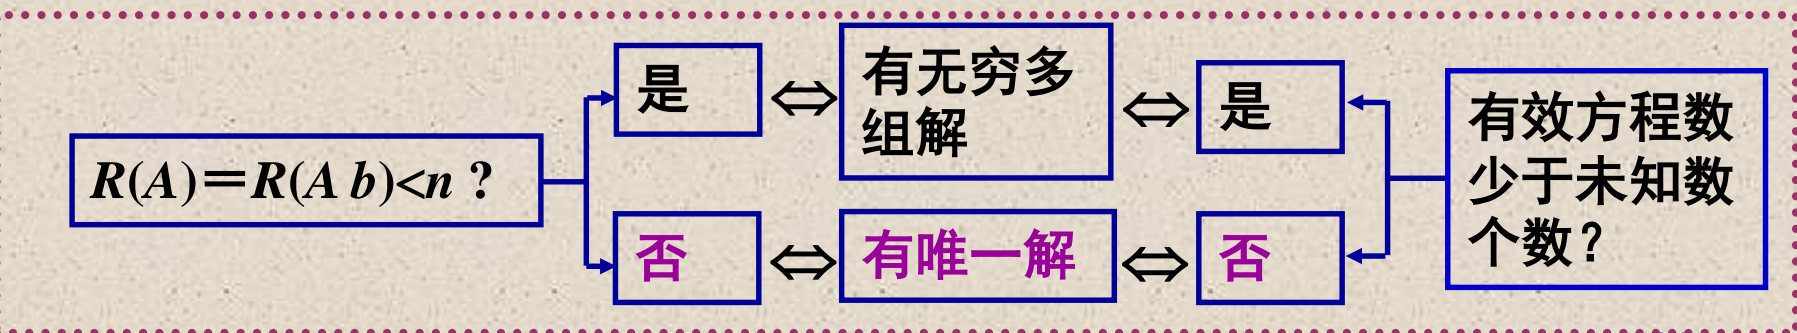 R(A)=R(A b)<n ?
是
否
⇔
⇔
有无穷多
组解
有唯一解
⇔
⇔
是
否
有效方程数
少于未知数
个数?